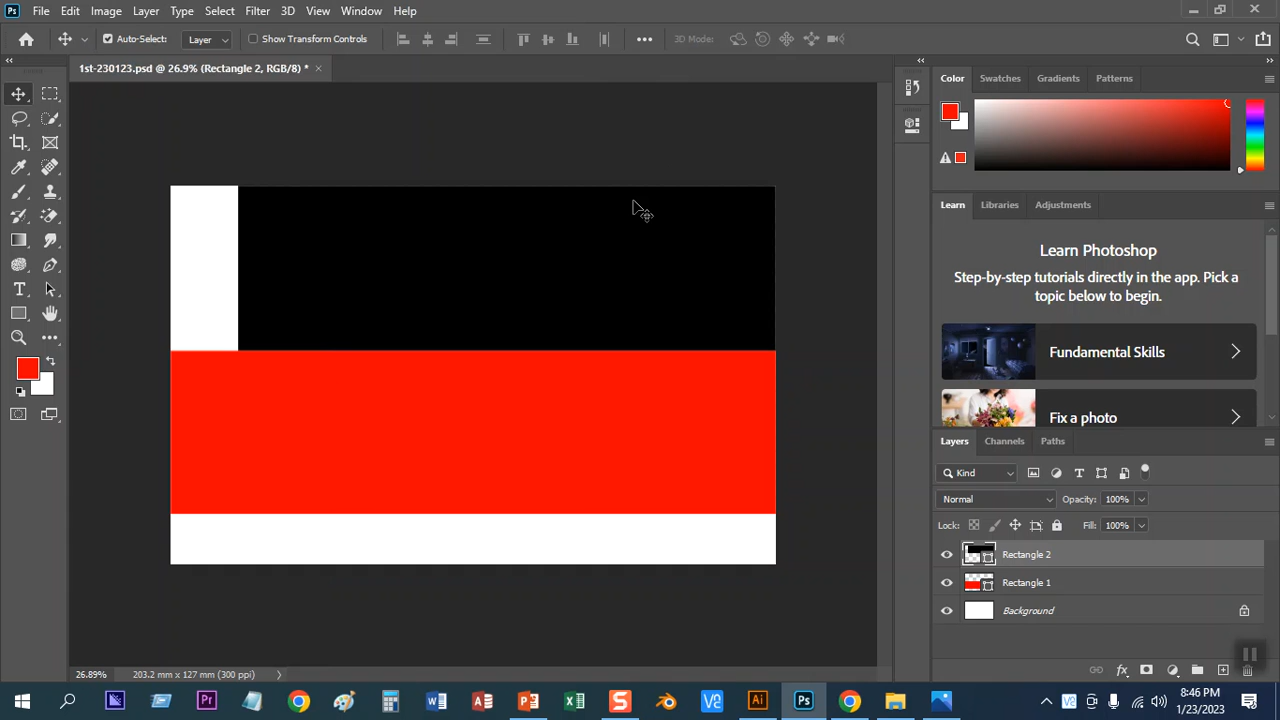 Ps File Edit Image Layer Type Select Filter 3D View Window Help
Auto-Select: Layer Show Transform Controls 3D Mode:
1st-230123.psd @ 26.9% (Rectangle 2, RGB/8) *
Color Swatches Gradients Patterns
Learn Libraries Adjustments
Learn Photoshop
Step-by-step tutorials directly in the app. Pick a
topic below to begin.
Fundamental Skills
Fix a photo
Layers Channels Paths
Kind
Normal Opacity: 100%
Lock: Fill: 100%
Rectangle 2
Rectangle 1
Background
26.89% 203.2 mm x 127 mm (300 ppi)
8:46 PM
1/23/2023